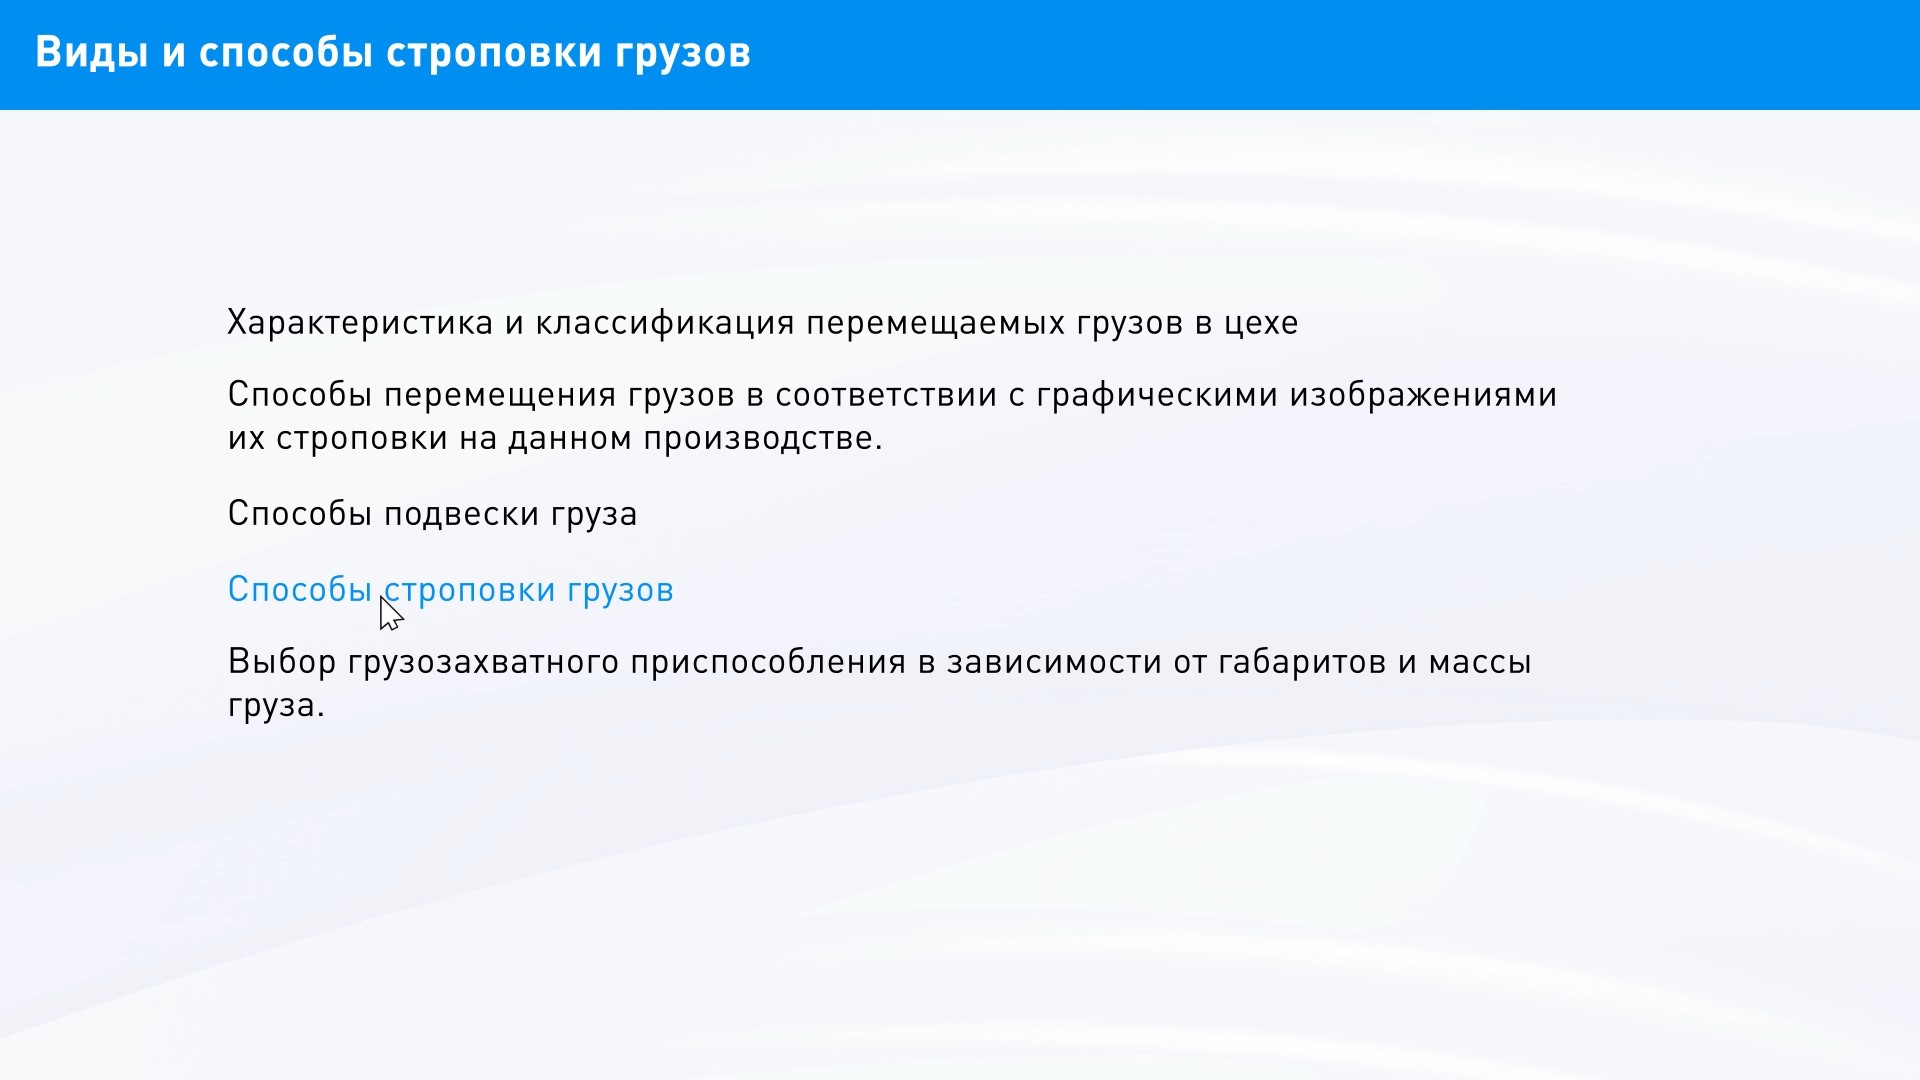 Виды и способы строповки грузов
Характеристика и классификация перемещаемых грузов в цехе
Способы перемещения грузов в соответствии с графическими изображениями
их строповки на данном производстве.
Способы подвески груза
Способы строповки грузов
Выбор грузозахватного приспособления в зависимости от габаритов и массы
груза.